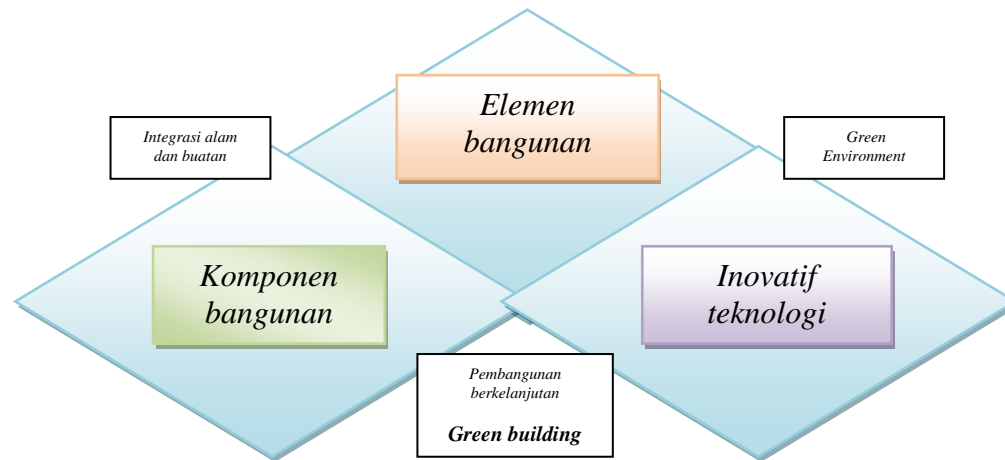 Elemen
bangunan
Integrasi alam
dan buatan
Green
Environment
Komponen
bangunan
Inovatif
teknologi
Pembangunan
berkelanjutan
Green building